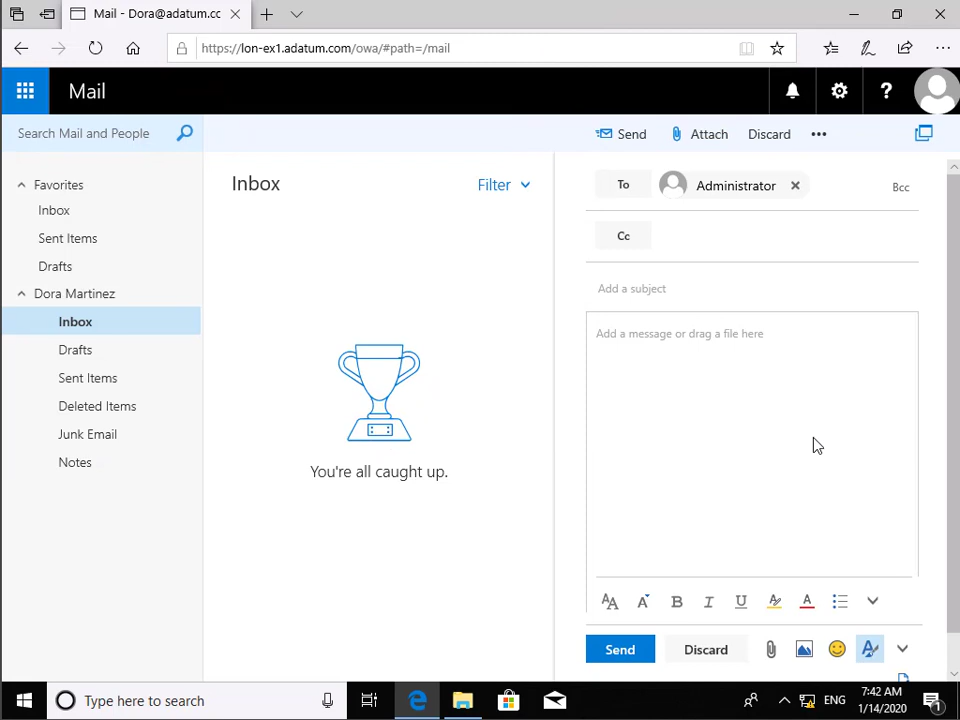 Mail - Dora@adatum.cc
https://lon-ex1.adatum.com/owa/#path=/mail
Mail
?
Search Mail and People
Send
Attach
Discard
•••
Favorites
Inbox
Sent Items
Drafts
Dora Martinez
Inbox
Drafts
Sent Items
Deleted Items
Junk Email
Notes
Inbox
Filter
You're all caught up.
To
Administrator
Bcc
Cc
Add a subject
Add a message or drag a file here
AA A B I U A
Send
Discard
Type here to search
ENG
7:42 AM
1/14/2020
1